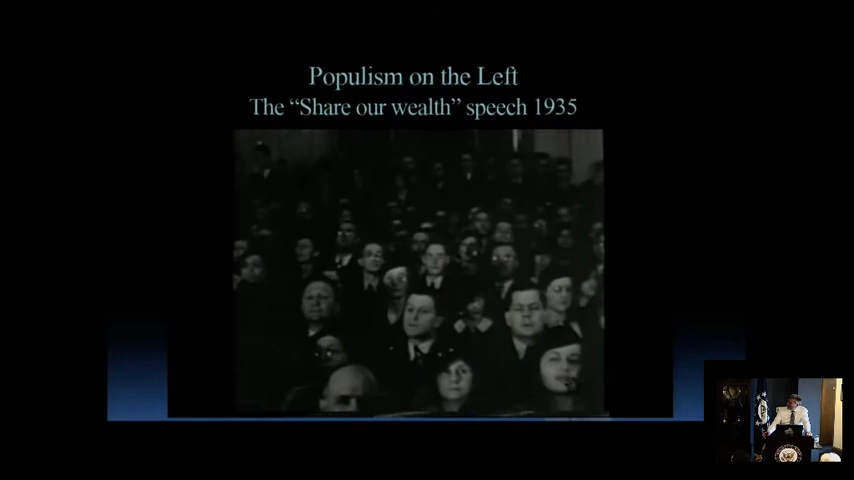 Populism on the Left
The “Share our wealth” speech 1935